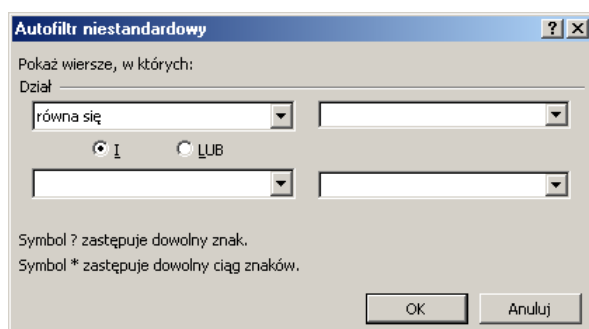 Autofiltr niestandardowy
Pokaż wiersze, w których:
Dział
równa się
I LUB
Symbol ? zastępuje dowolny znak.
Symbol * zastępuje dowolny ciąg znaków.
OK Anuluj